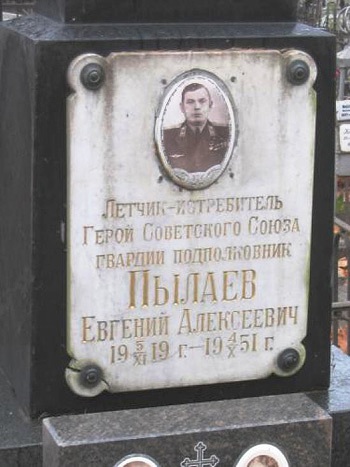 Летчик-истребитель
Герой Советского Союза
гвардии подполковник
Пылаев
Евгений Алексеевич
19 5/XI 19 г. – 19 4/X 51 г.